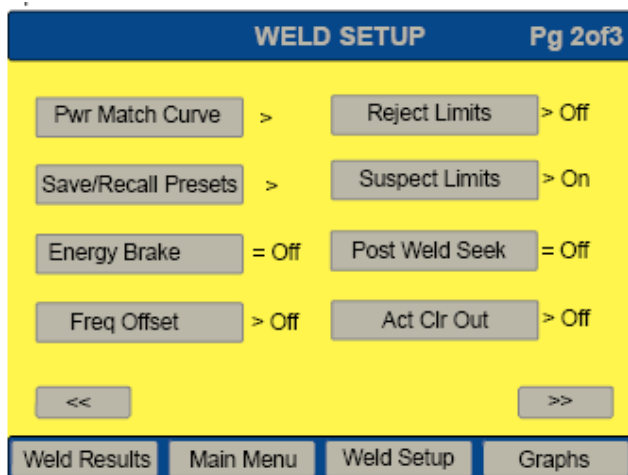 WELD SETUP Pg 2of3
Pwr Match Curve > Reject Limits > Off
Save/Recall Presets > Suspect Limits > On
Energy Brake = Off Post Weld Seek = Off
Freq Offset > Off Act Clr Out > Off
<< >>
Weld Results Main Menu Weld Setup Graphs